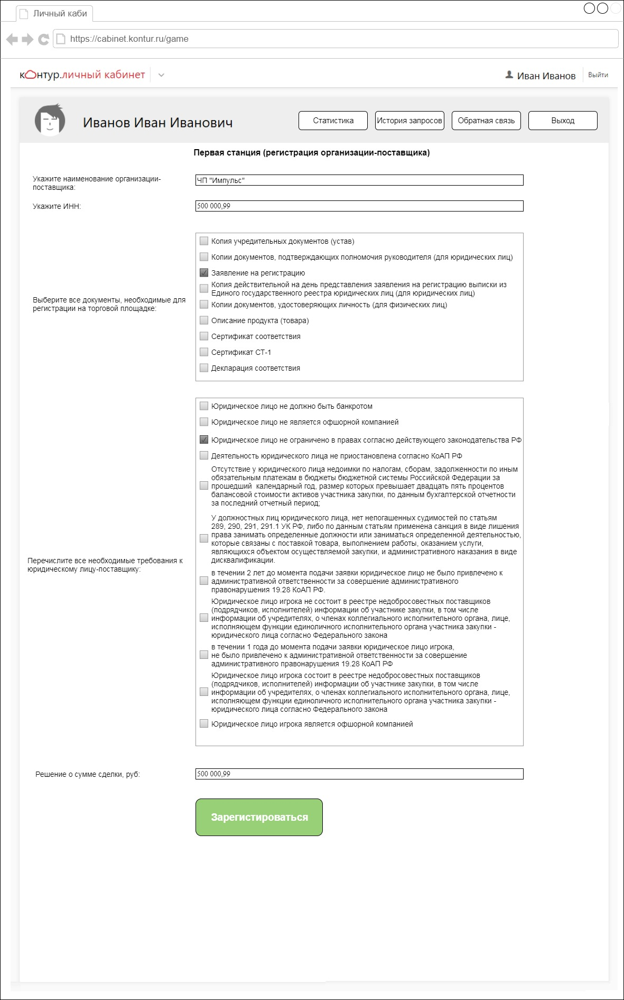 Личный каби
https://cabinet.kontur.ru/game
контур.личный кабинет
Иван Иванов
Выйти
Иванов Иван Иванович
Статистика
История запросов
Обратная связь
Выход
Первая станция (регистрация организации-поставщика)
Укажите наименование организации-
поставщика:
ЧП "Импульс"
Укажите ИНН:
500 000,99
Выберите все документы, необходимые для
регистрации на торговой площадке:
Копия учредительных документов (устав)
Копии документов, подтверждающих полномочия руководителя (для юридических лиц)
Заявление на регистрацию
Копия действительной на день представления заявления на регистрацию выписки из
Единого государственного реестра юридических лиц (для юридических лиц)
Копии документов, удостоверяющих личность (для физических лиц)
Описание продукта (товара)
Сертификат соответствия
Сертификат СТ-1
Декларация соответствия
Перечислите все необходимые требования к
юридическому лицу-поставщику:
Юридическое лицо не должно быть банкротом
Юридическое лицо не является офшорной компанией
Юридическое лицо не ограничено в правах согласно действующего законодательства РФ
Деятельность юридического лица не приостановлена согласно КоАП РФ
Отсутствие у юридического лица недоимки по налогам, сборам, задолженности по иным
обязательным платежам в бюджеты бюджетной системы Российской Федерации за
прошедший календарный год, размер которых превышает двадцать пять процентов
балансовой стоимости активов участника закупки, по данным бухгалтерской отчетности
за последний отчетный период;
У должностных лиц юридического лица, нет непогашенных судимостей по статьям
289, 290, 291, 291.1 УК РФ, либо по данным статьям применена санкция в виде лишения
права занимать определенные должности или заниматься определенной деятельностью,
которые связаны с поставкой товара, выполнением работы, оказанием услуги,
являющихся объектом осуществляемой закупки, и административного наказания в виде
дисквалификации.
в течении 2 лет до момента подачи заявки юридическое лицо не было привлечено к
административной ответственности за совершение административного
правонарушения 19.28 КоАП РФ.
Юридическое лицо игрока не состоит в реестре недобросовестных поставщиков
(подрядчиков, исполнителей) информации об участнике закупки, в том числе
информации об учредителях, о членах коллегиального исполнительного органа, лице,
исполняющем функции единоличного исполнительного органа участника закупки -
юридического лица согласно Федерального закона
в течении 1 года до момента подачи заявки юридическое лицо игрока,
не было привлечено к административной ответственности за совершение
административного правонарушения 19.28 КоАП РФ
Юридическое лицо игрока состоит в реестре недобросовестных поставщиков
(подрядчиков, исполнителей) информации об участнике закупки, в том числе
информации об учредителях, о членах коллегиального исполнительного органа, лице,
исполняющем функции единоличного исполнительного органа участника закупки -
юридического лица согласно Федерального закона
Юридическое лицо игрока является офшорной компанией
Решение о сумме сделки, руб:
500 000,99
Зарегистироваться